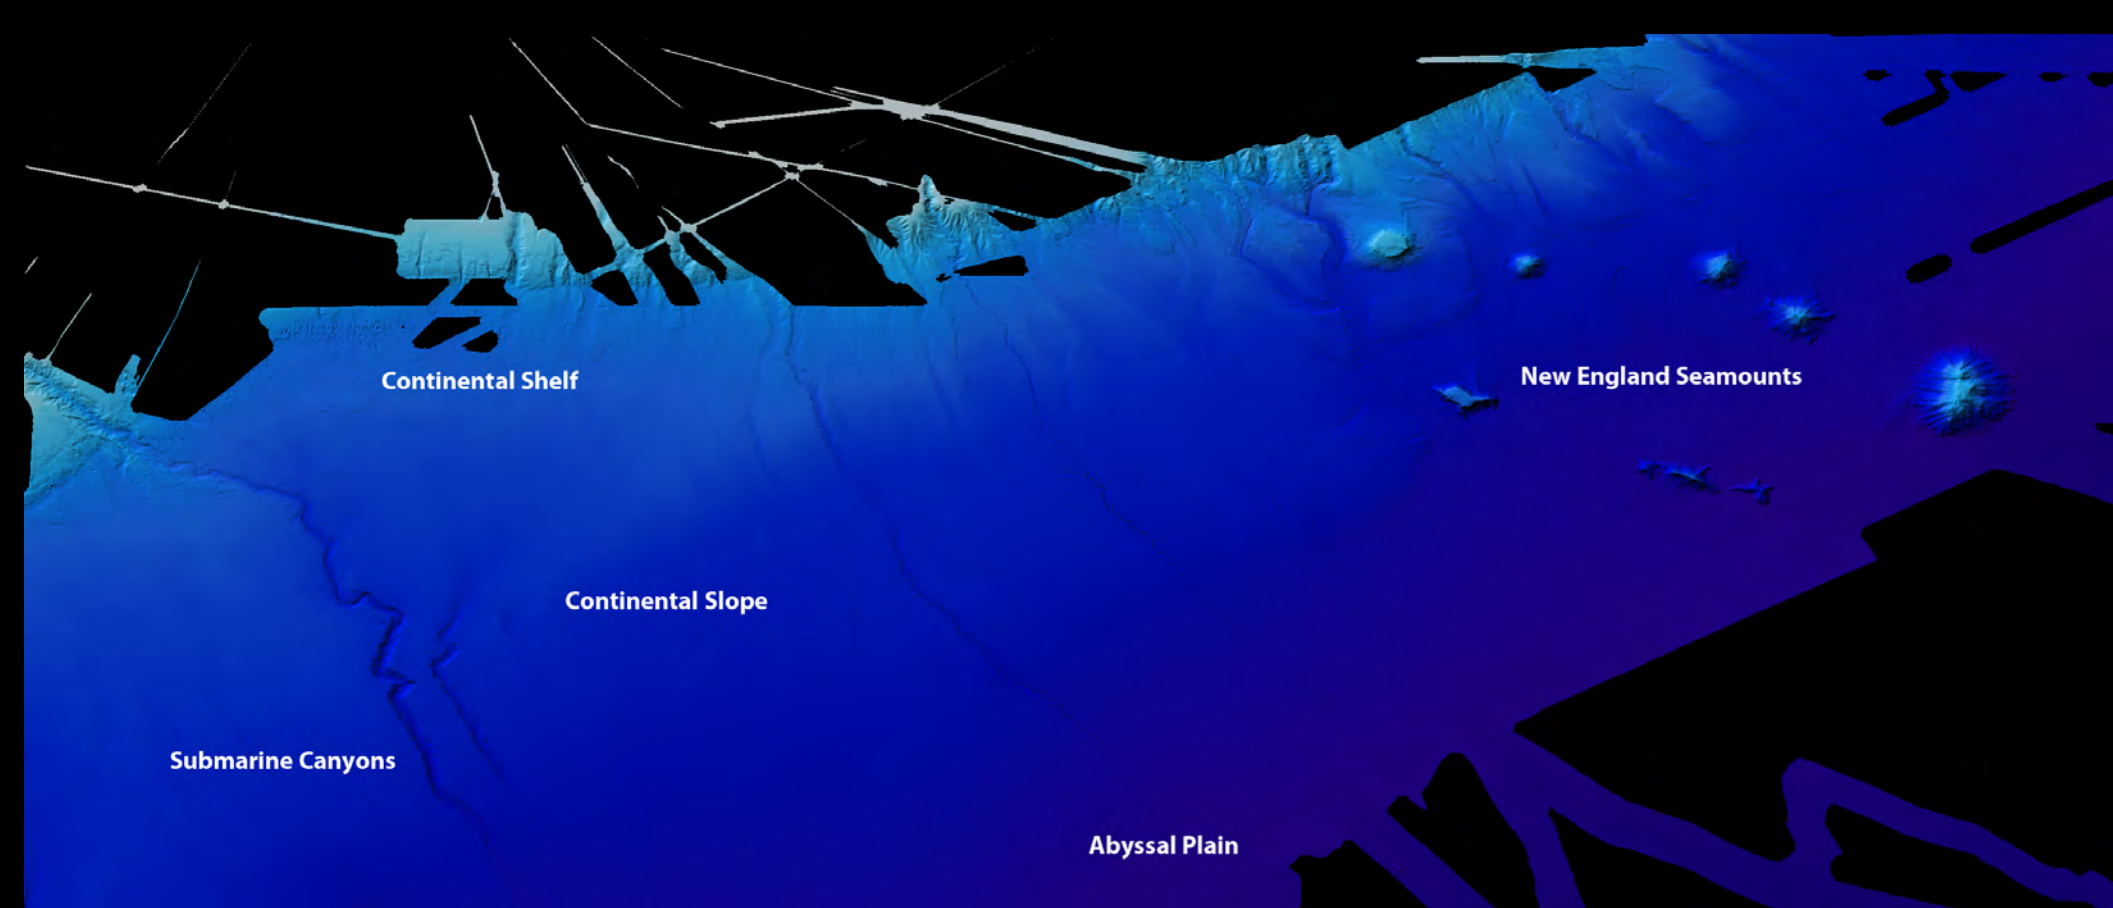 New England Seamounts
Continental Shelf
Continental Slope
Submarine Canyons
Abyssal Plain